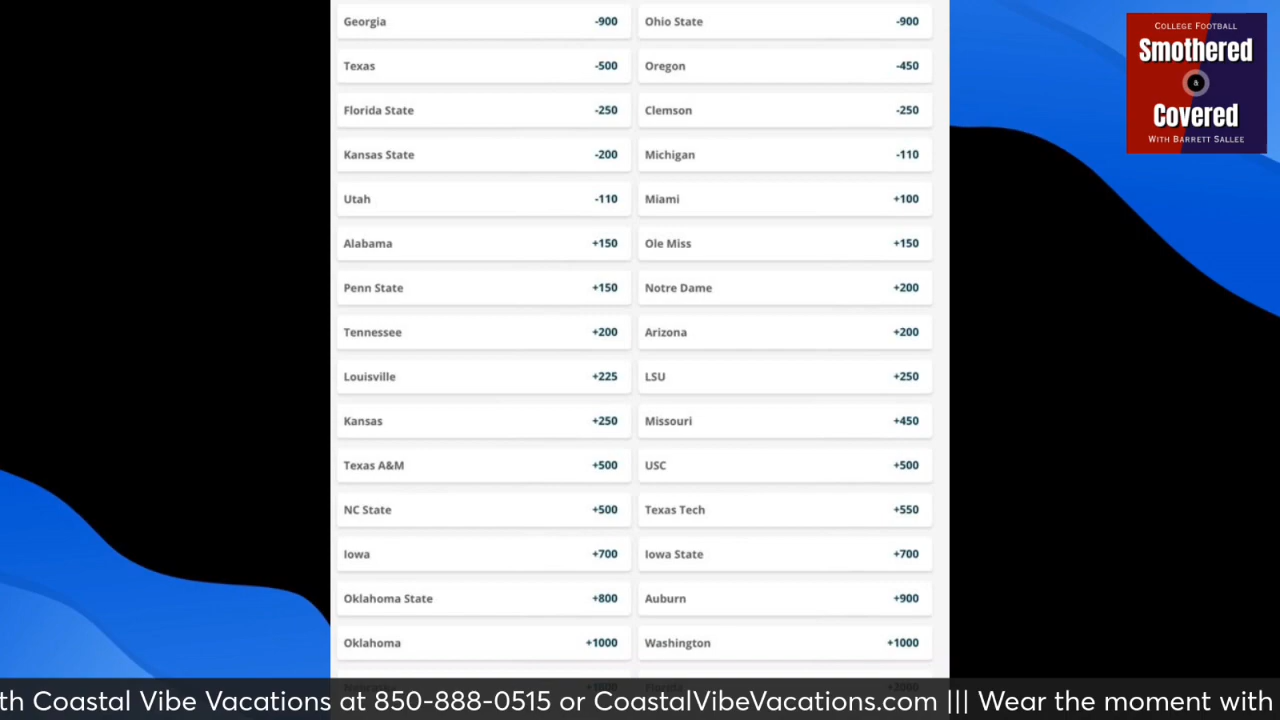 Georgia -900 Ohio State -900
Texas -500 Oregon -450
Florida State -250 Clemson -250
Kansas State -200 Michigan -110
Utah -110 Miami +100
Alabama +150 Ole Miss +150
Penn State +150 Notre Dame +200
Tennessee +200 Arizona +200
Louisville +225 LSU +250
Kansas +250 Missouri +450
Texas A&M +500 USC +500
NC State +500 Texas Tech +550
Iowa +700 Iowa State +700
Oklahoma State +800 Auburn +900
Oklahoma +1000 Washington +1000
College Football
Smothered
&
Covered
With Barrett Sallee
th Coastal Vibe Vacations at 850-888-0515 or CoastalVibeVacations.com ||| Wear the moment with